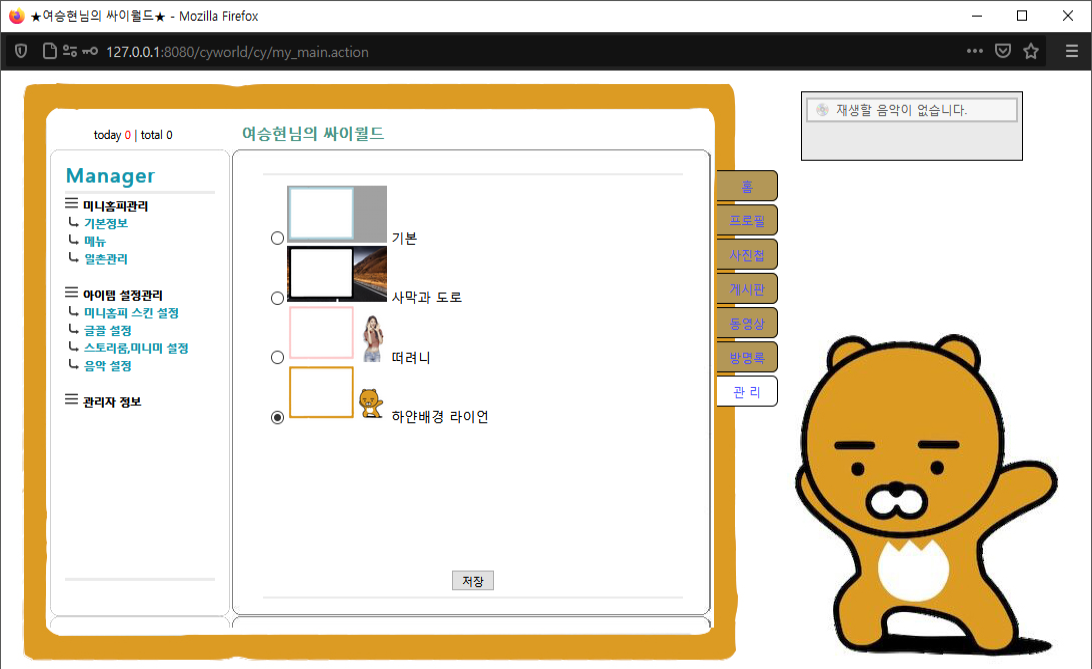 ★여승현님의 싸이월드★ - Mozilla Firefox
127.0.0.1:8080/cyworld/cy/my_main.action
today 0 | total 0
여승현님의 싸이월드
재생할 음악이 없습니다.
Manager
미니홈피관리
기본정보
메뉴
일촌관리
아이템 설정관리
미니홈피 스킨 설정
글꼴 설정
스토리룸,미니미 설정
음악 설정
관리자 정보
기본
사막과 도로
떠려니
하얀배경 라이언
저장
홈
프로필
사진첩
게시판
동영상
방명록
관 리